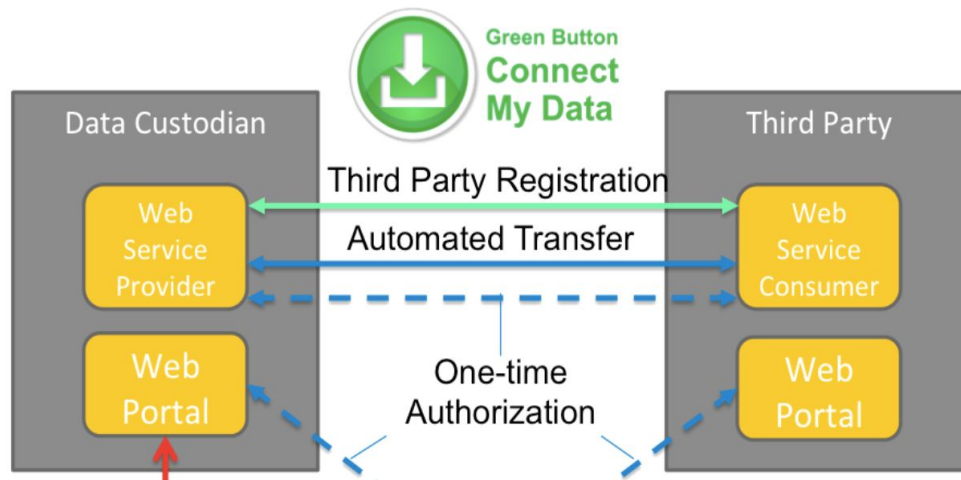 Green Button
Connect
My Data
Data Custodian
Third Party
Third Party Registration
Web
Service
Provider
Web
Service
Consumer
Automated Transfer
One-time
Authorization
Web
Portal
Web
Portal